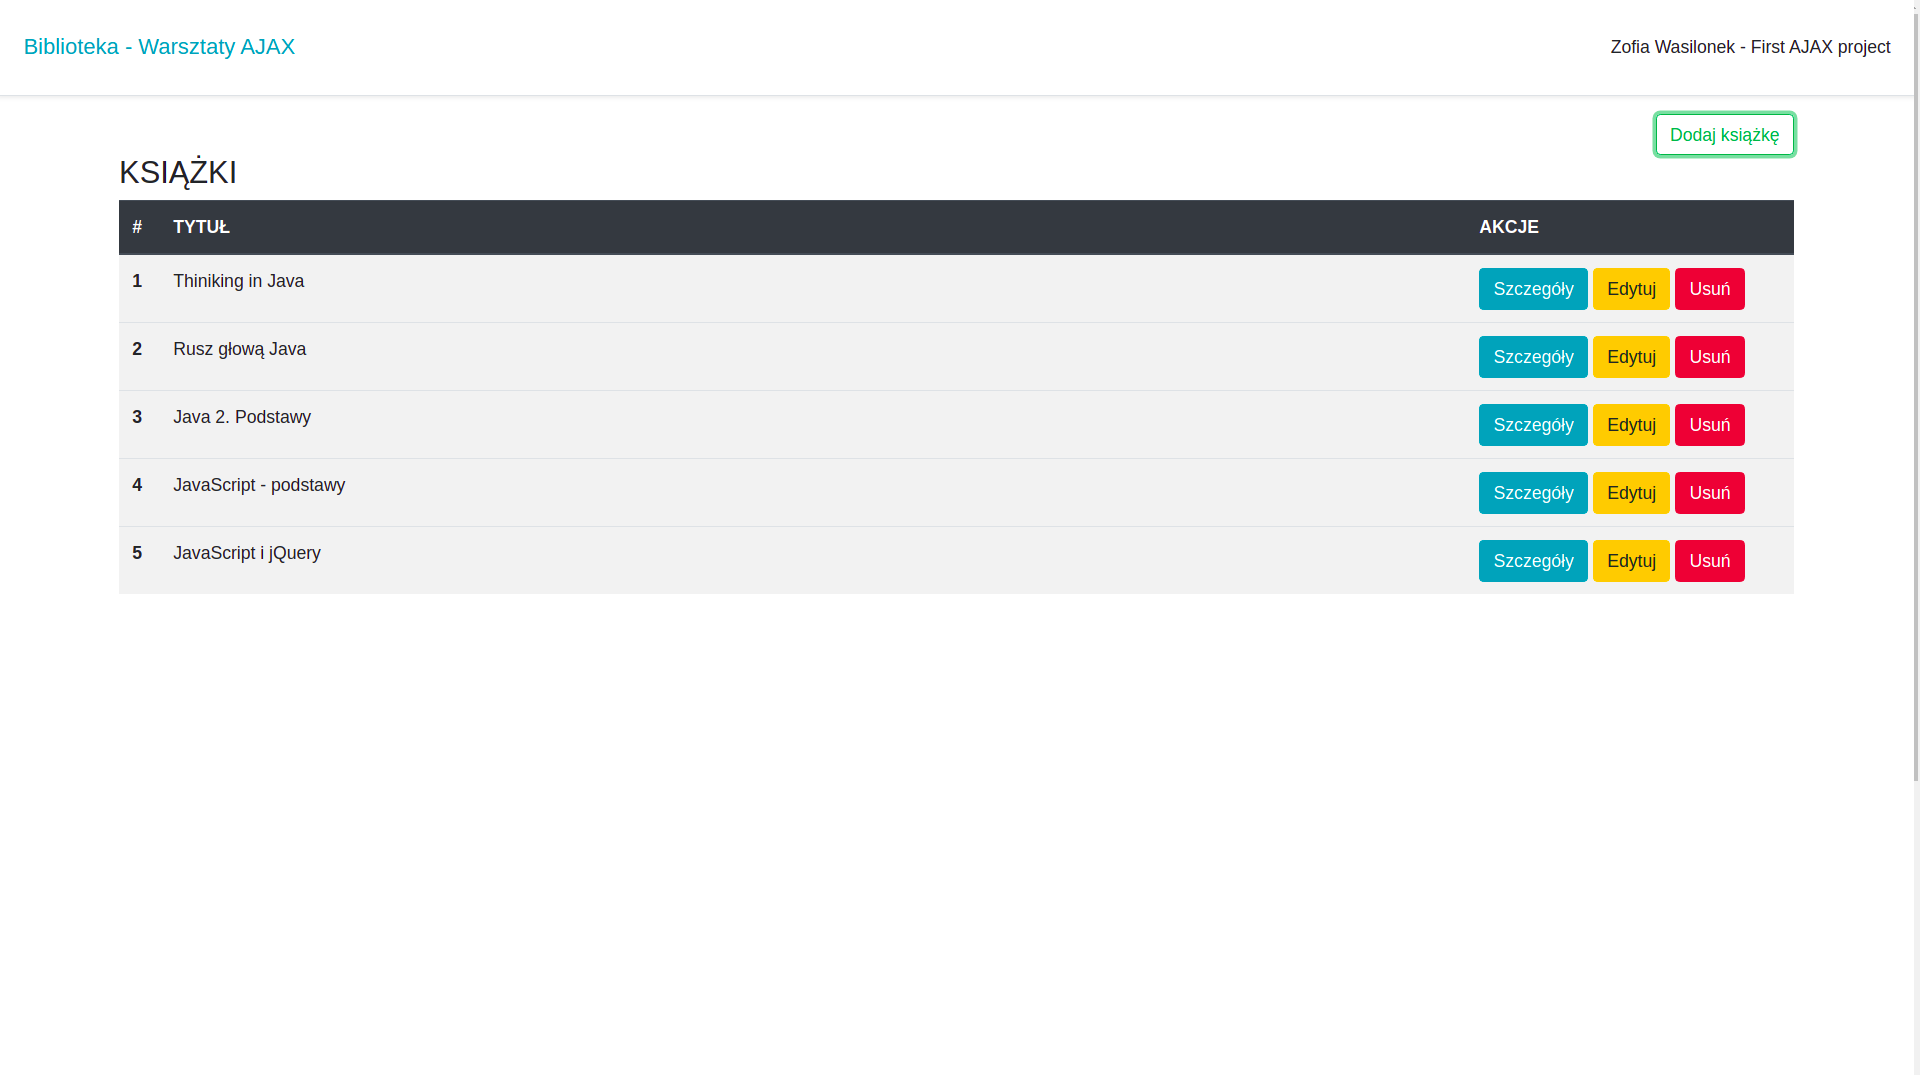 Biblioteka - Warsztaty AJAX
Zofia Wasilonek - First AJAX project
Dodaj książkę
KSIĄŻKI
# TYTUŁ AKCJE
1 Thiniking in Java Szczegóły Edytuj Usuń
2 Rusz głową Java Szczegóły Edytuj Usuń
3 Java 2. Podstawy Szczegóły Edytuj Usuń
4 JavaScript - podstawy Szczegóły Edytuj Usuń
5 JavaScript i jQuery Szczegóły Edytuj Usuń